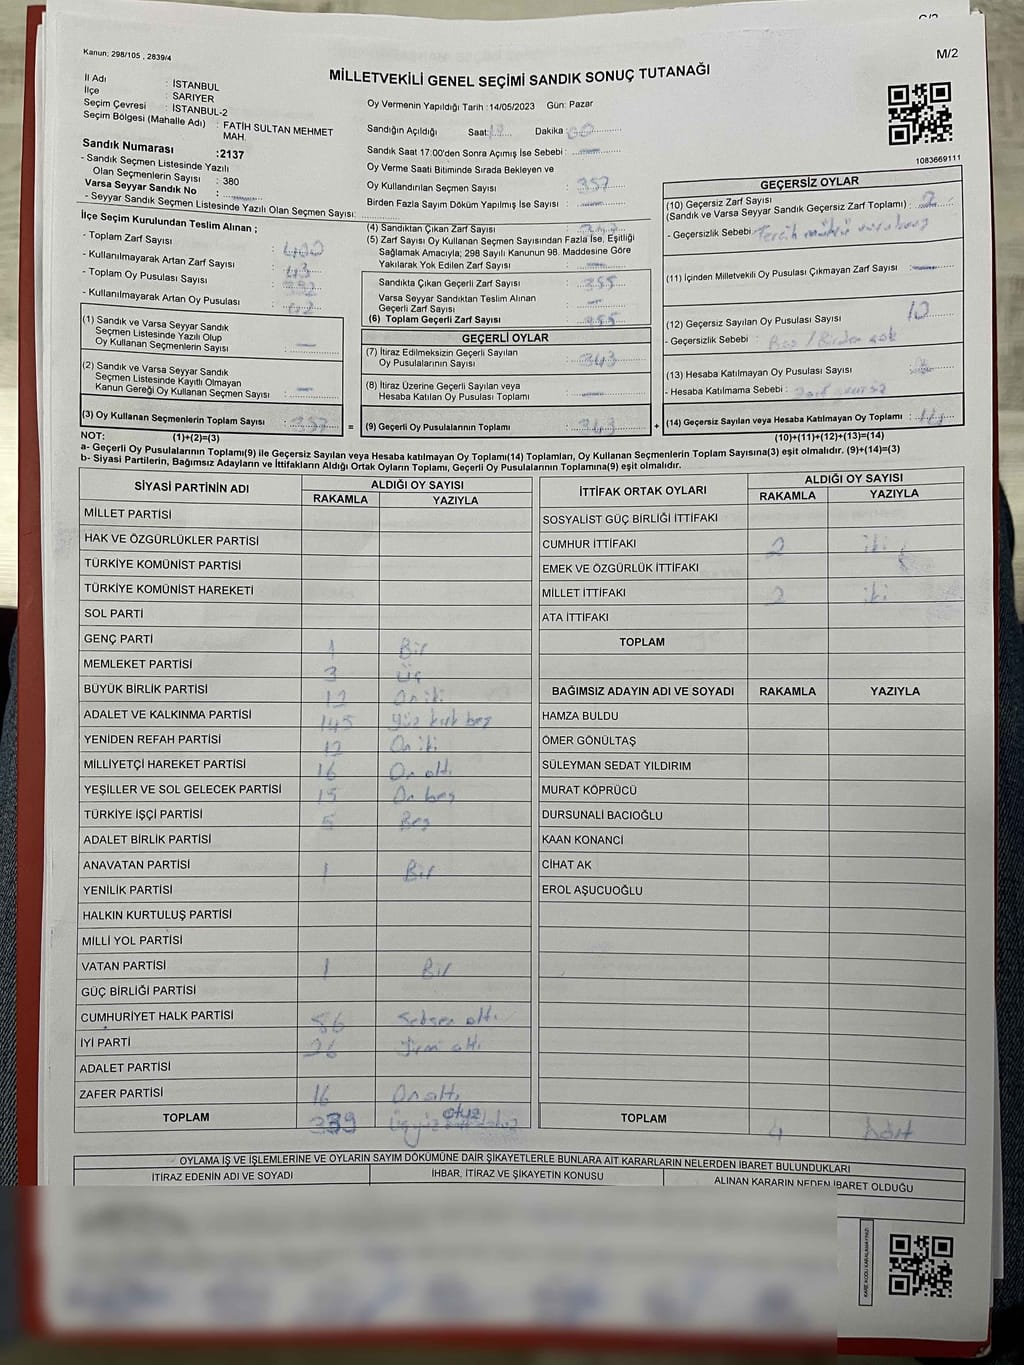 Kanun; 298/105 , 2839/4
M/2
MİLLETVEKİLİ GENEL SEÇİMİ SANDIK SONUÇ TUTANAĞI
İl Adı : İSTANBUL
İlçe : SARIYER
Seçim Çevresi : İSTANBUL-2
Seçim Bölgesi (Mahalle Adı) : FATİH SULTAN MEHMET MAH.
Sandık Numarası :2137
- Sandık Seçmen Listesinde Yazılı
Olan Seçmenlerin Sayısı : 380
Varsa Seyyar Sandık No :
- Seyyar Sandık Seçmen Listesinde Yazılı Olan Seçmen Sayısı:
Oy Vermenin Yapıldığı Tarih :14/05/2023 Gün: Pazar
Sandığın Açıldığı Saat: Dakika : 00
Sandık Saat 17:00'den Sonra Açımış İse Sebebi : —
Oy Verme Saati Bitiminde Sırada Bekleyen ve
Oy Kullandırılan Seçmen Sayısı : 357
Birden Fazla Sayım Döküm Yapılmış İse Sayısı : —
1083669111
İlçe Seçim Kurulundan Teslim Alınan ;
- Toplam Zarf Sayısı : 400
- Kullanılmayarak Artan Zarf Sayısı : 43
- Toplam Oy Pusulası Sayısı :
- Kullanılmayarak Artan Oy Pusulası :
(1) Sandık ve Varsa Seyyar Sandık
Seçmen Listesinde Yazılı Olup
Oy Kullanan Seçmenlerin Sayısı : —
(2) Sandık ve Varsa Seyyar Sandık
Seçmen Listesinde Kayıtlı Olmayan
Kanun Gereği Oy Kullanan Seçmen Sayısı : —
(3) Oy Kullanan Seçmenlerin Toplam Sayısı : 357 =
(4) Sandıktan Çıkan Zarf Sayısı :
(5) Zarf Sayısı Oy Kullanan Seçmen Sayısından Fazla İse, Eşitliği
Sağlamak Amacıyla; 298 Sayılı Kanunun 98. Maddesine Göre
Yakılarak Yok Edilen Zarf Sayısı : —
Sandıkta Çıkan Geçerli Zarf Sayısı : 355
Varsa Seyyar Sandıktan Teslim Alınan
Geçerli Zarf Sayısı : —
(6) Toplam Geçerli Zarf Sayısı : 355
GEÇERLİ OYLAR
(7) İtiraz Edilmeksizin Geçerli Sayılan
Oy Pusulalarının Sayısı : 343
(8) İtiraz Üzerine Geçerli Sayılan veya
Hesaba Katılan Oy Pusulası Toplamı : —
(9) Geçerli Oy Pusulalarının Toplamı : 343 +
GEÇERSİZ OYLAR
(10) Geçersiz Zarf Sayısı : 2
(Sandık ve Varsa Seyyar Sandık Geçersiz Zarf Toplamı)
- Geçersizlik Sebebi : Tercih mührü
(11) İçinden Milletvekili Oy Pusulası Çıkmayan Zarf Sayısı : —
(12) Geçersiz Sayılan Oy Pusulası Sayısı : 10
- Geçersizlik Sebebi : Boş / Birden çok
(13) Hesaba Katılmayan Oy Pusulası Sayısı :
- Hesaba Katılmama Sebebi :
(14) Geçersiz Sayılan veya Hesaba Katılmayan Oy Toplamı : 14
NOT: (1)+(2)=(3) (10)+(11)+(12)+(13)=(14)
a- Geçerli Oy Pusulalarının Toplamı(9) ile Geçersiz Sayılan veya Hesaba katılmayan Oy Toplamı(14) Toplamları, Oy Kullanan Seçmenlerin Toplam Sayısına(3) eşit olmalıdır. (9)+(14)=(3)
b- Siyasi Partilerin, Bağımsız Adayların ve İttifakların Aldığı Ortak Oyların Toplamı, Geçerli Oy Pusulalarının Toplamına(9) eşit olmalıdır.
SİYASİ PARTİNİN ADI ALDIĞI OY SAYISI
RAKAMLA YAZIYLA
MİLLET PARTİSİ
HAK VE ÖZGÜRLÜKLER PARTİSİ
TÜRKİYE KOMÜNİST PARTİSİ
TÜRKİYE KOMÜNİST HAREKETİ
SOL PARTİ
GENÇ PARTİ 1 Bir
MEMLEKET PARTİSİ 3 Üç
BÜYÜK BİRLİK PARTİSİ 12 On iki
ADALET VE KALKINMA PARTİSİ 145 Yüz kırk beş
YENİDEN REFAH PARTİSİ 12 On iki
MİLLİYETÇİ HAREKET PARTİSİ 16 On altı
YEŞİLLER VE SOL GELECEK PARTİSİ 15 On beş
TÜRKİYE İŞÇİ PARTİSİ 5 Beş
ADALET BİRLİK PARTİSİ
ANAVATAN PARTİSİ 1 Bir
YENİLİK PARTİSİ
HALKIN KURTULUŞ PARTİSİ
MİLLİ YOL PARTİSİ
VATAN PARTİSİ 1 Bir
GÜÇ BİRLİĞİ PARTİSİ
CUMHURİYET HALK PARTİSİ 86 Seksen altı
İYİ PARTİ 26 Yirmi altı
ADALET PARTİSİ
ZAFER PARTİSİ 16 On altı
TOPLAM 339 Üçyüz otuz dokuz
İTTİFAK ORTAK OYLARI ALDIĞI OY SAYISI
RAKAMLA YAZIYLA
SOSYALİST GÜÇ BİRLİĞİ İTTİFAKI
CUMHUR İTTİFAKI 2 iki
EMEK VE ÖZGÜRLÜK İTTİFAKI
MİLLET İTTİFAKI 2 iki
ATA İTTİFAKI
TOPLAM
BAĞIMSIZ ADAYIN ADI VE SOYADI RAKAMLA YAZIYLA
HAMZA BULDU
ÖMER GÖNÜLTAŞ
SÜLEYMAN SEDAT YILDIRIM
MURAT KÖPRÜCÜ
DURSUNALİ BACIOĞLU
KAAN KONANCİ
CİHAT AK
EROL AŞUCUOĞLU
TOPLAM 4 dört
OYLAMA İŞ VE İŞLEMLERİNE VE OYLARIN SAYIM DÖKÜMÜNE DAİR ŞİKAYETLERLE BUNLARA AİT KARARLARIN NELERDEN İBARET BULUNDUKLARI
İTİRAZ EDENİN ADI VE SOYADI İHBAR, İTİRAZ VE ŞİKAYETİN KONUSU ALINAN KARARIN NEDEN İBARET OLDUĞU